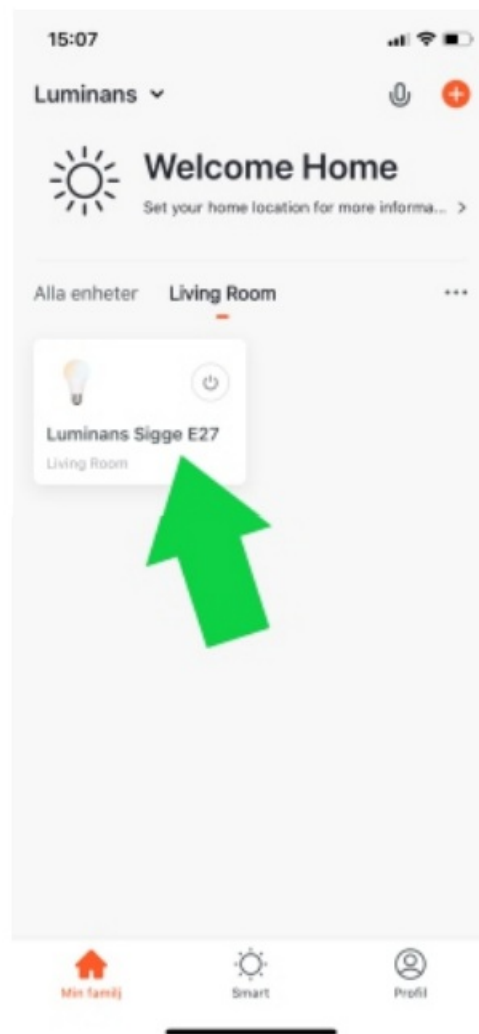 15:07
Luminans
Welcome Home
Set your home location for more informa... >
Alla enheter Living Room
Luminans Sigge E27
Living Room
Min familj Smart Profil